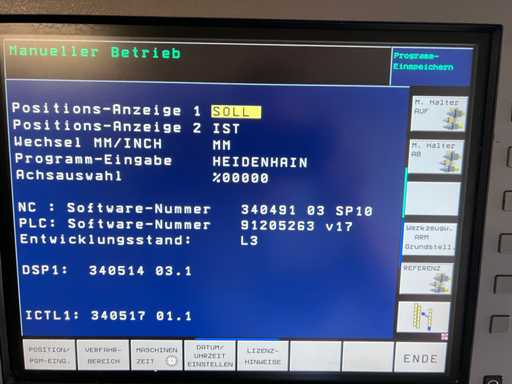 Manueller Betrieb
Programm-
Einspeichern
Positions-Anzeige 1 SOLL
Positions-Anzeige 2 IST
Wechsel MM/INCH MM
Programm-Eingabe HEIDENHAIN
Achsauswahl %00000
NC : Software-Nummer 340491 03 SP10
PLC: Software-Nummer 91205263 v17
Entwicklungsstand: L3
DSP1: 340514 03.1
ICTL1: 340517 01.1
M. Halter
AUF
M. Halter
AB
Werkzeugw.
ARM
Grundstell.
REFERENZ
POSITION/
PGM-EING.
VERFAHR-
BEREICH
MASCHINEN
ZEIT
DATUM/
UHRZEIT
EINSTELLEN
LIZENZ-
HINWEISE
ENDE